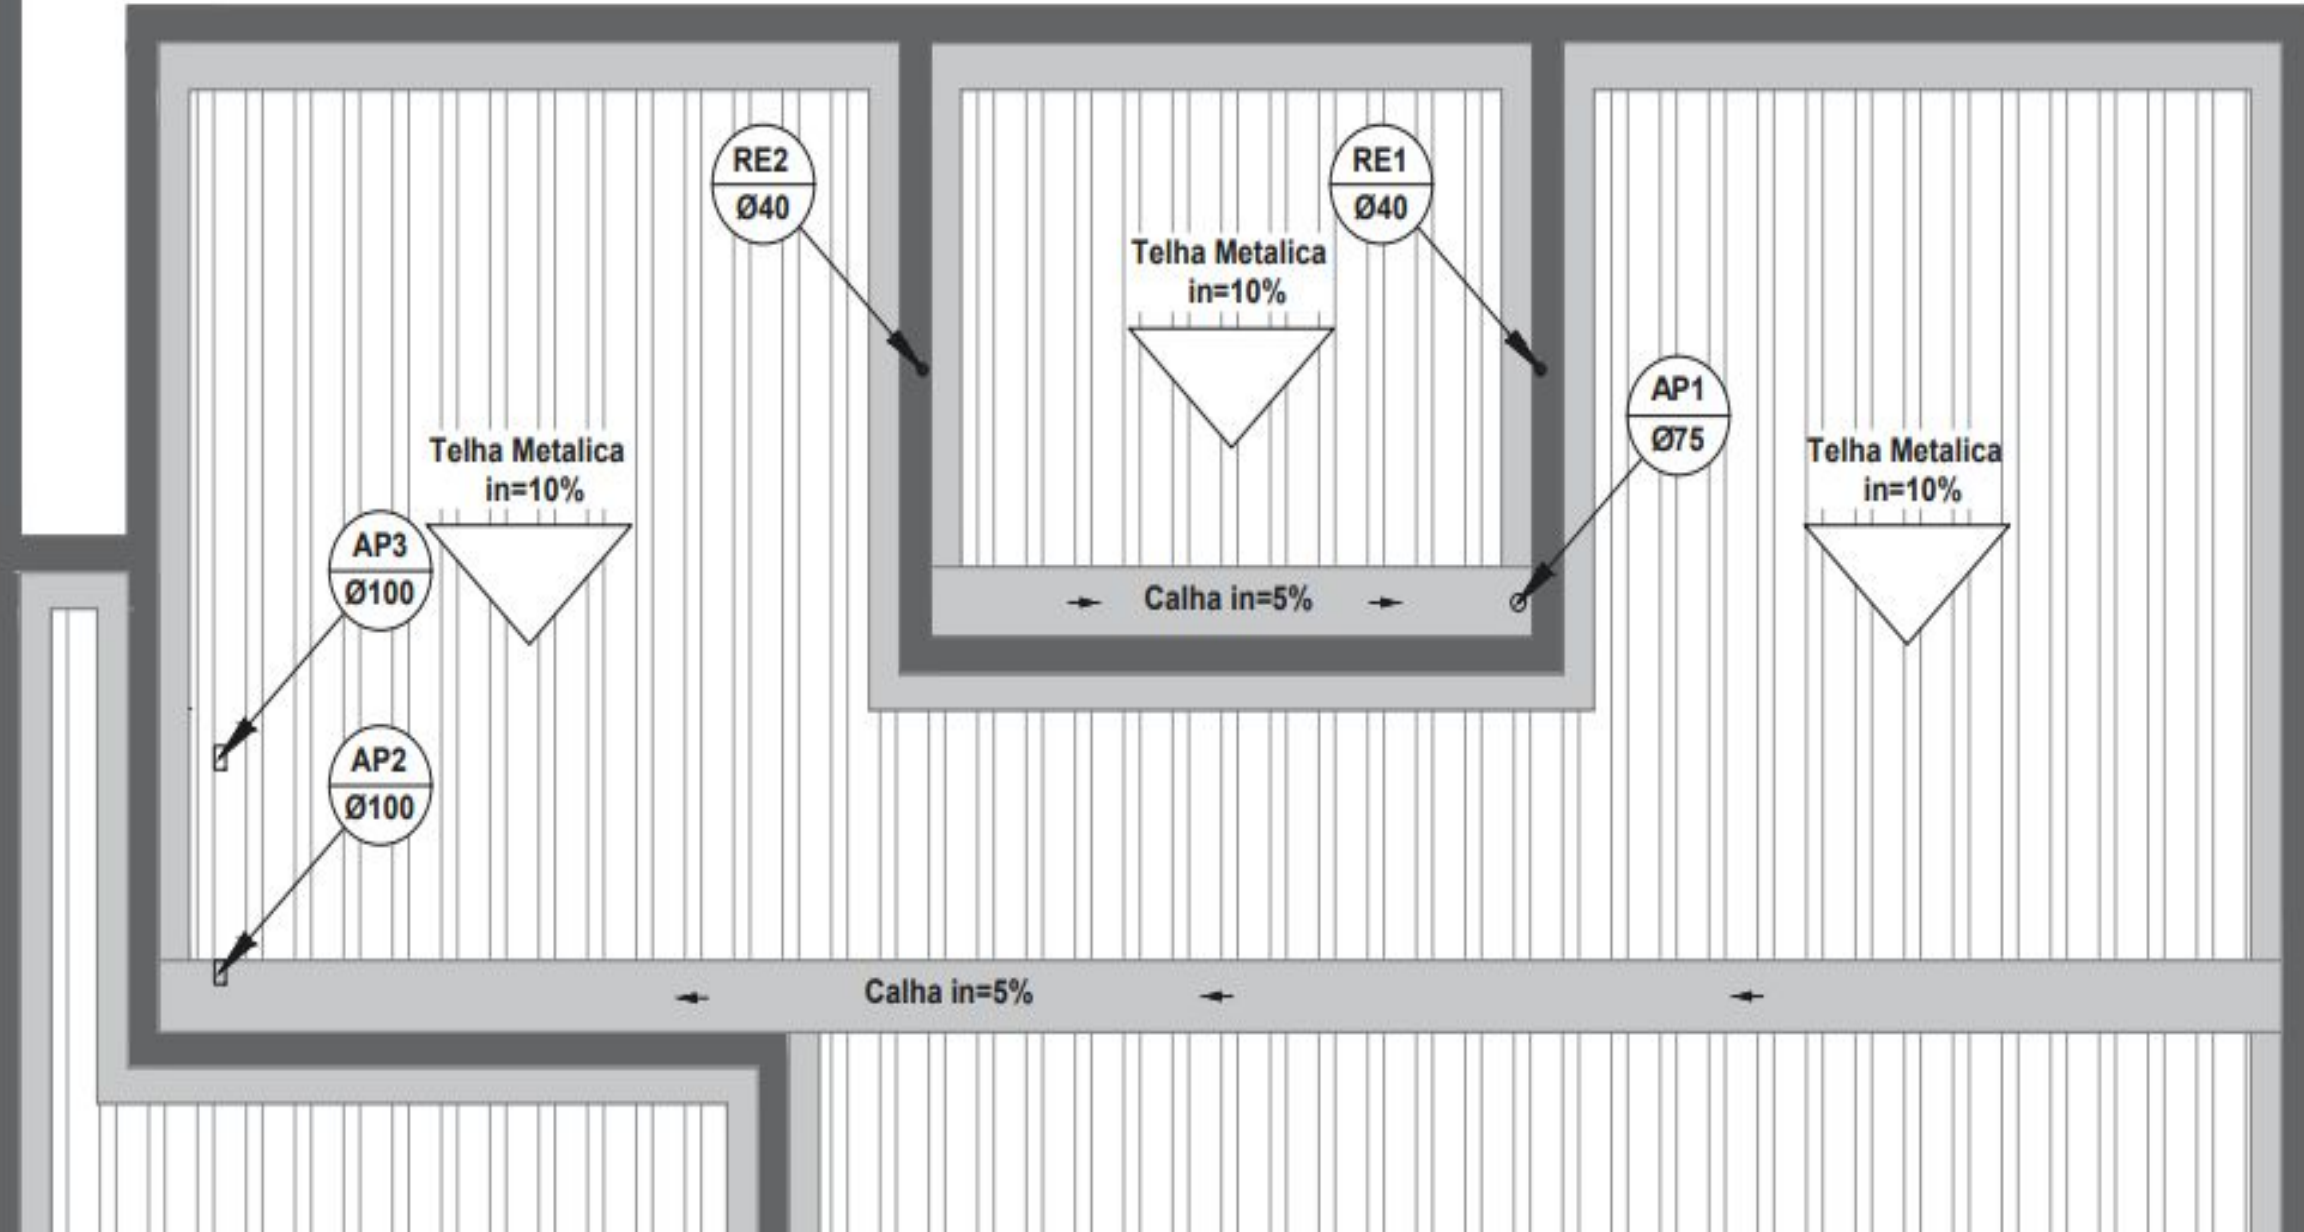 RE2
Ø40
RE1
Ø40
Telha Metalica
in=10%
AP1
Ø75
Telha Metalica
in=10%
Telha Metalica
in=10%
AP3
Ø100
Calha in=5%
AP2
Ø100
Calha in=5%